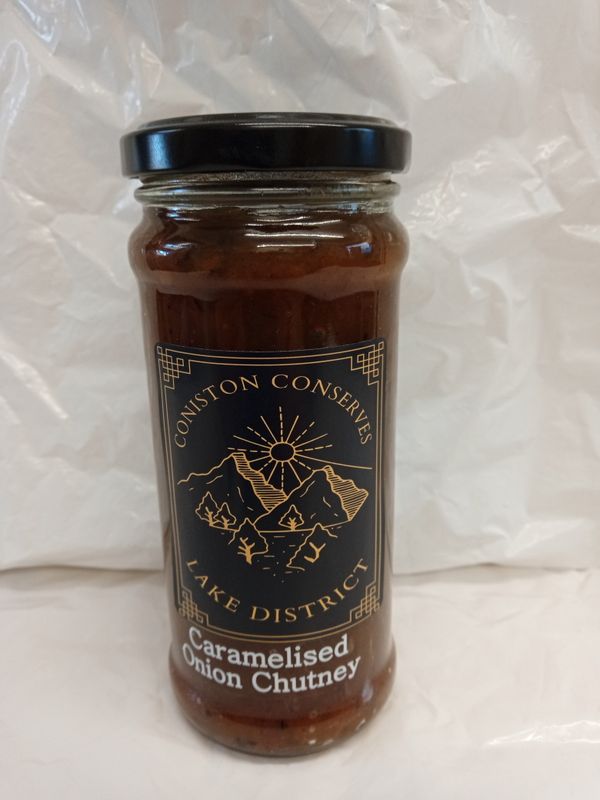 CONISTON CONSERVES
LAKE DISTRICT
Caramelised
Onion Chutney